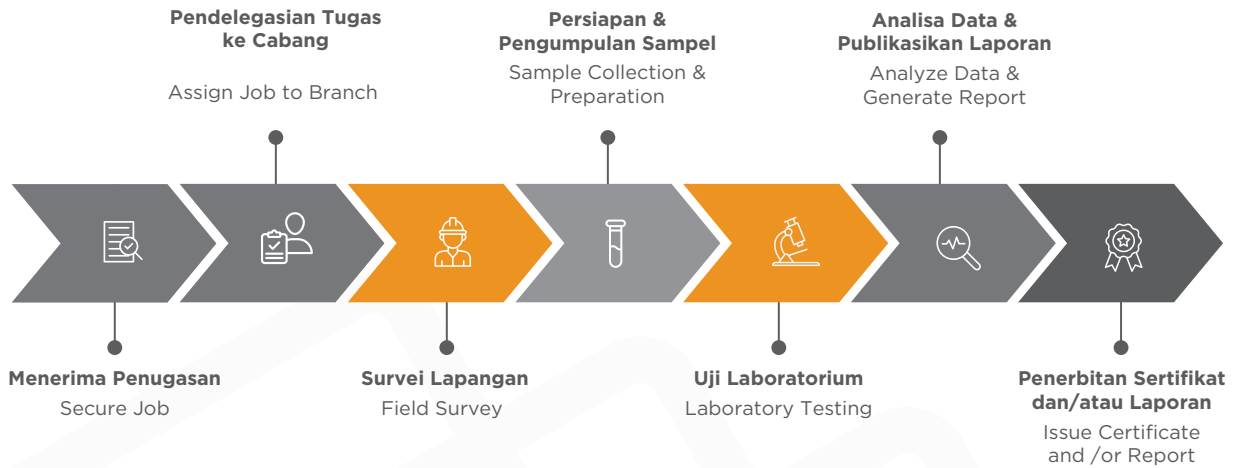 Menerima Penugasan
Secure Job
Pendelegasian Tugas
ke Cabang
Assign Job to Branch
Survei Lapangan
Field Survey
Persiapan &
Pengumpulan Sampel
Sample Collection &
Preparation
Uji Laboratorium
Laboratory Testing
Analisa Data &
Publikasikan Laporan
Analyze Data &
Generate Report
Penerbitan Sertifikat
dan/atau Laporan
Issue Certificate
and /or Report